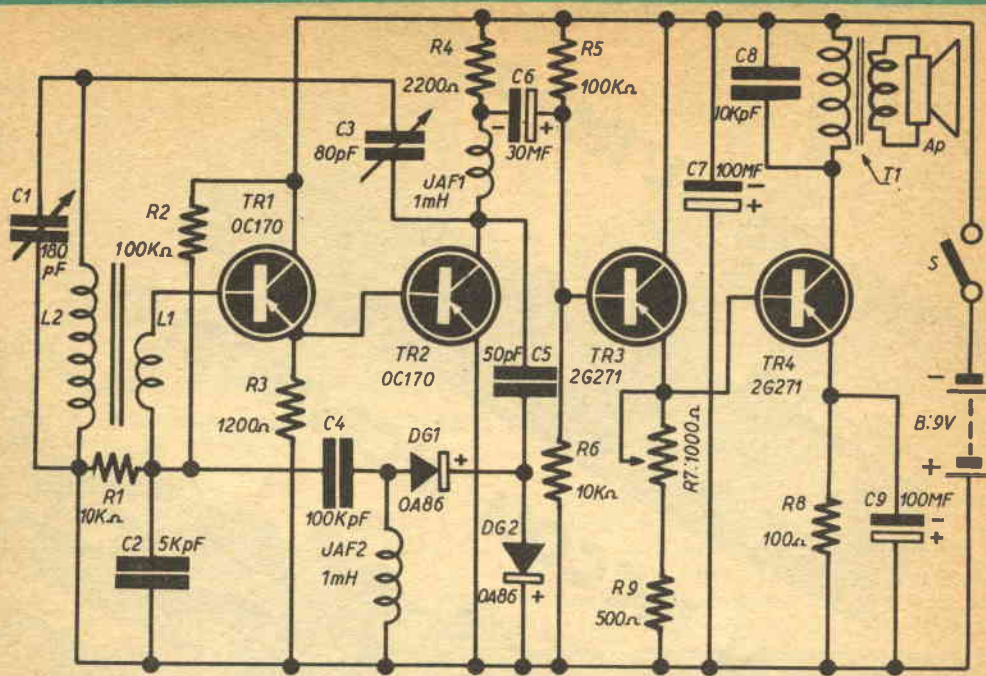 R4
2200Ω
C6
- +
30MF
R5
100KΩ
C8
10KpF
Ap
T1
C3
80pF
JAF1
1mH
C7
100MF
-
+
C1
180
pF
R2
100KΩ
TR1
OC170
S
L2
L1
TR2
OC170
50pF C5
TR3
2G271
TR4
2G271
-
B:9V
+
R3
1200Ω
C4
100KpF
DG1
+
OA86
R6
10KΩ
R7:1000Ω
R1
10KΩ
C2
5KpF
JAF2
1mH
DG2
OA86
+
R9
500Ω
R8
100Ω
C9
100MF
-
+